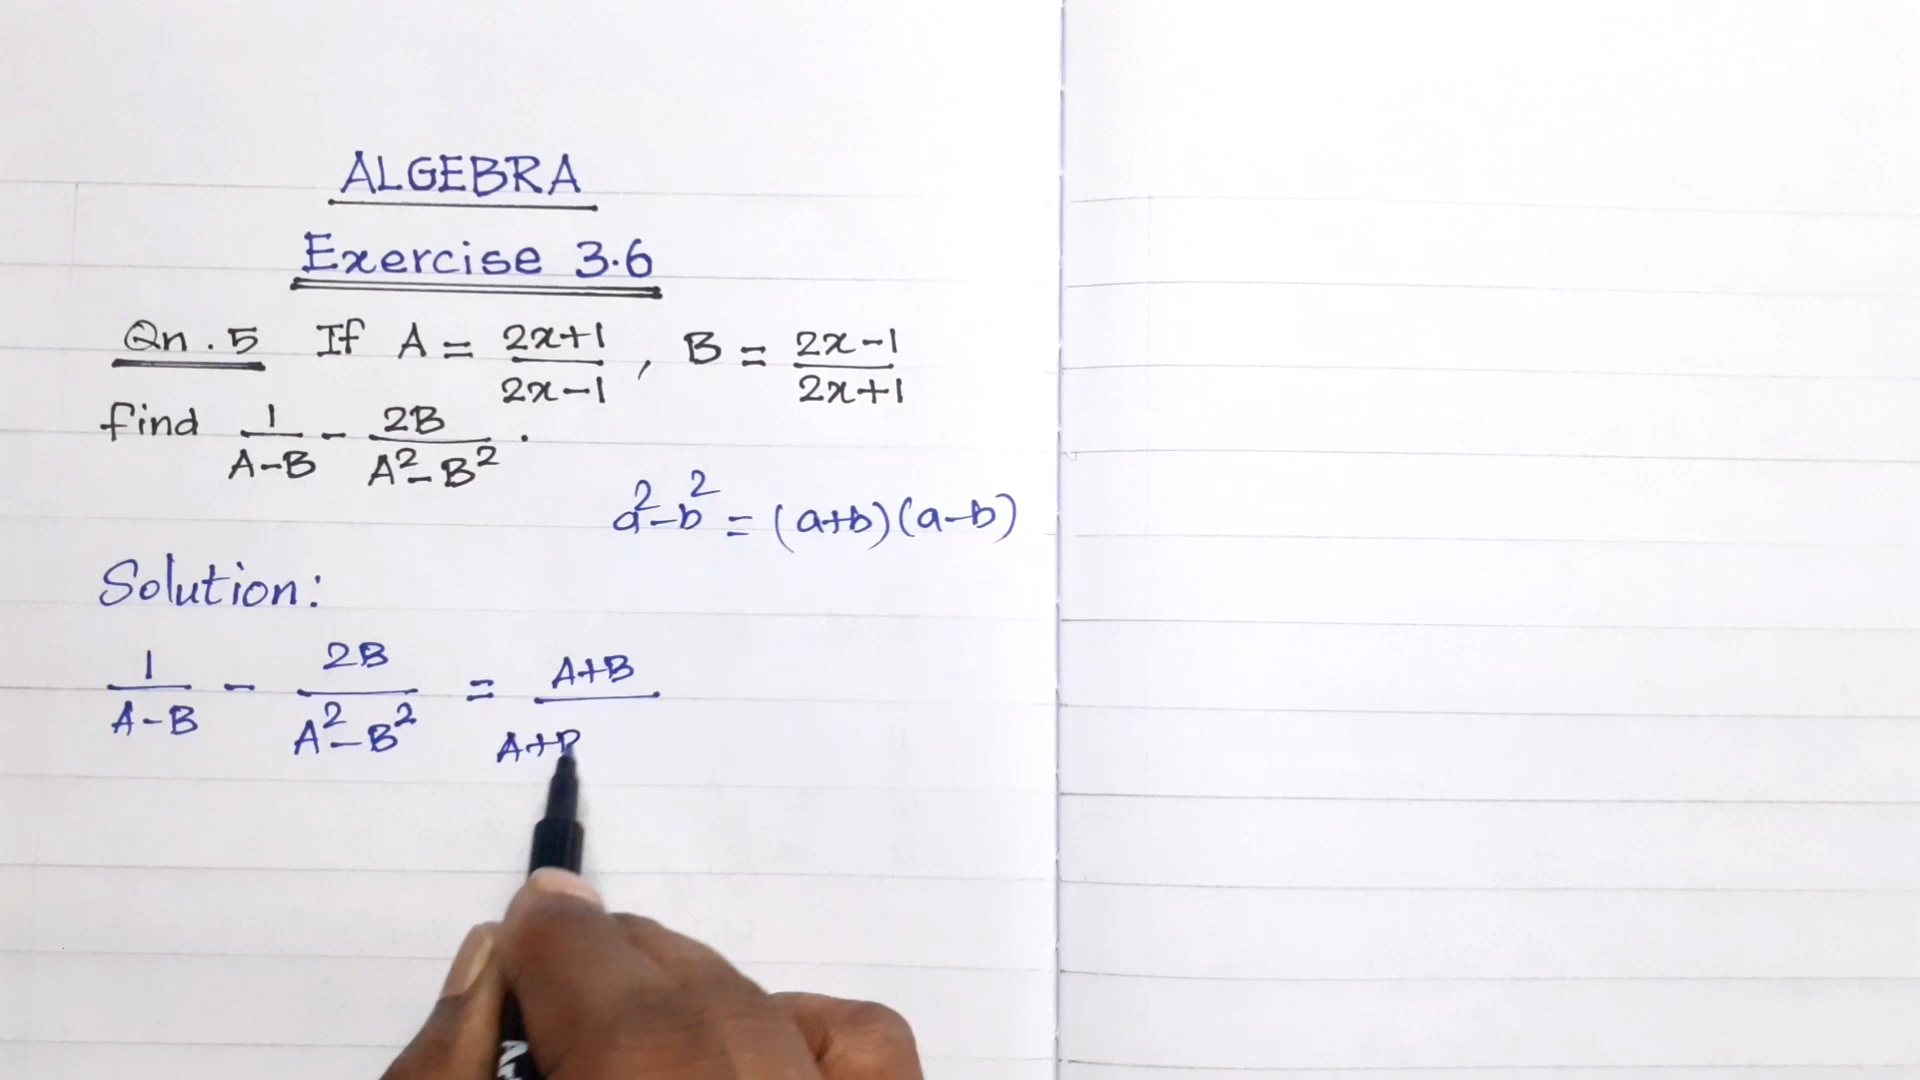 ALGEBRA
Exercise 3.6
Qn. 5 If A = (2x+1)/(2x-1), B = (2x-1)/(2x+1)
find 1/(A-B) - 2B/(A²-B²).
a²-b² = (a+b)(a-b)
Solution:
1/(A-B) - 2B/(A²-B²) = (A+B)/(A+B